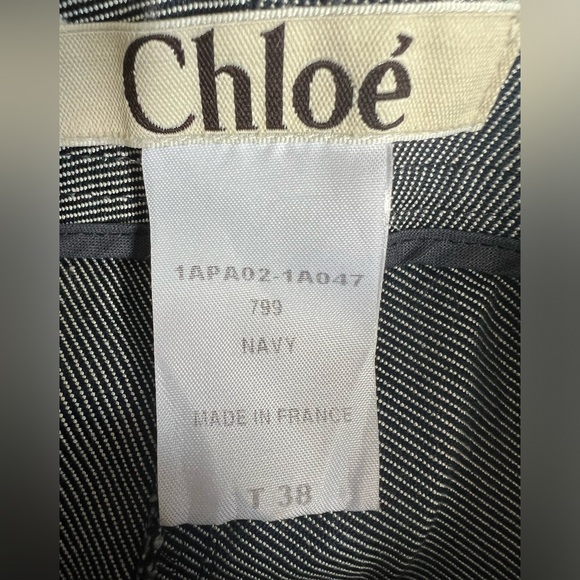 Chloé
1APA02-1A047
799
NAVY
MADE IN FRANCE
T 38